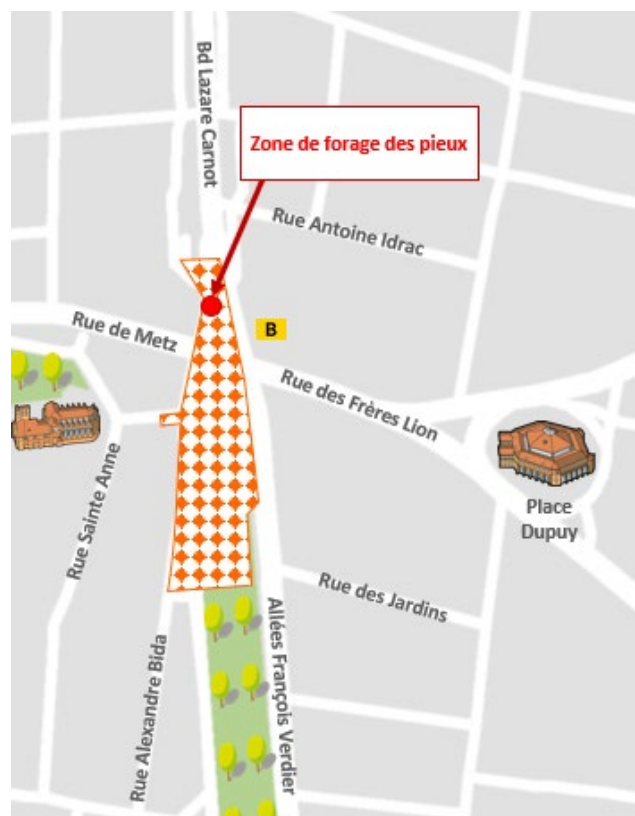 Bd Lazare Carnot
Zone de forage des pieux
Rue Antoine Idrac
Rue de Metz
B
Rue des Frères Lion
Rue Sainte Anne
Place
Dupuy
Rue des Jardins
Rue Alexandre Bida
Allées François Verdier